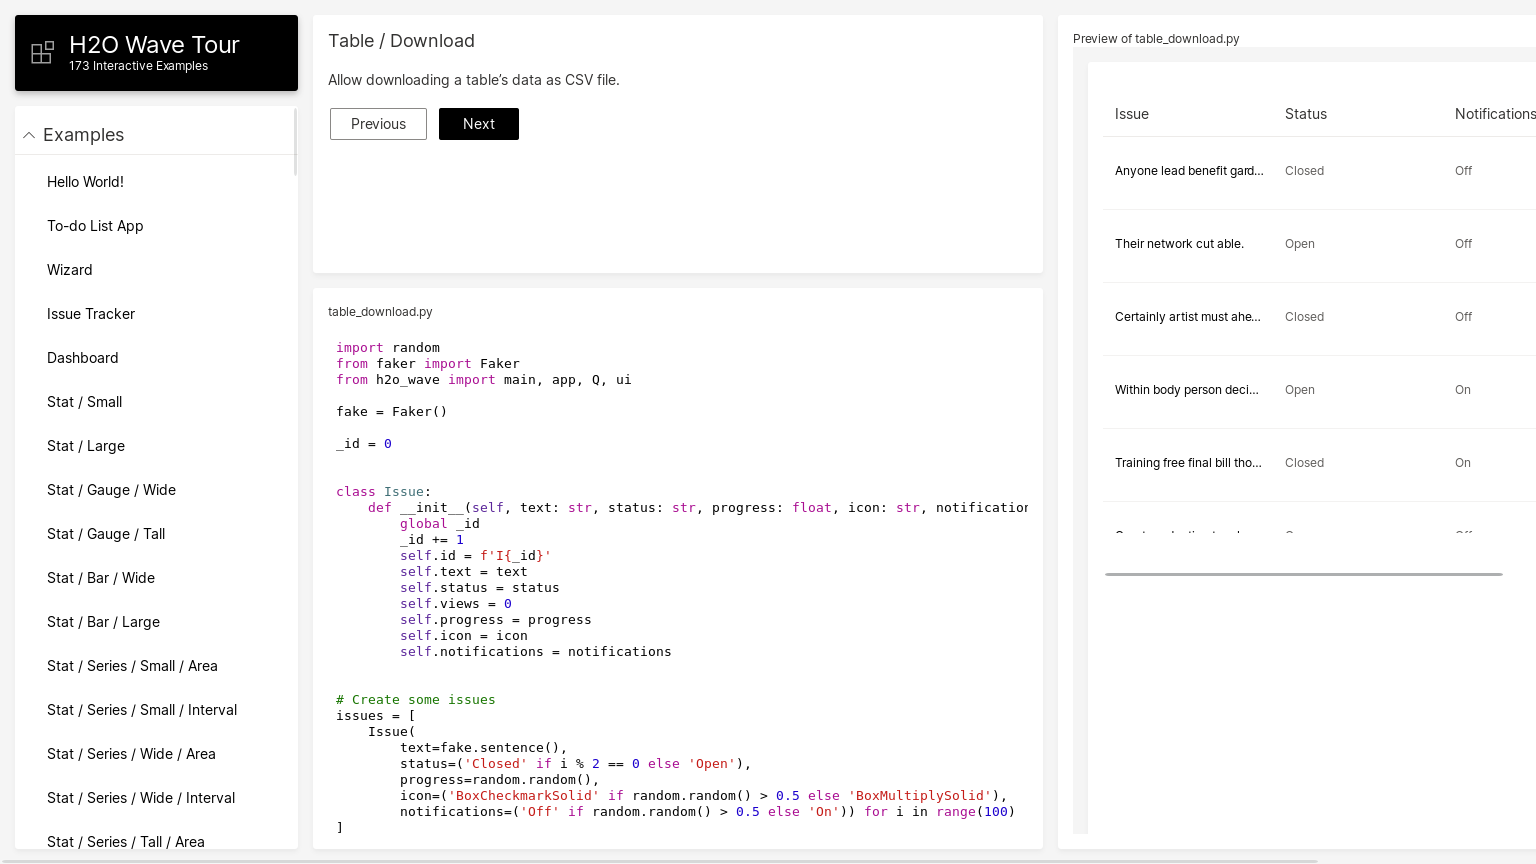 H2O Wave Tour
173 Interactive Examples
Examples
Hello World!
To-do List App
Wizard
Issue Tracker
Dashboard
Stat / Small
Stat / Large
Stat / Gauge / Wide
Stat / Gauge / Tall
Stat / Bar / Wide
Stat / Bar / Large
Stat / Series / Small / Area
Stat / Series / Small / Interval
Stat / Series / Wide / Area
Stat / Series / Wide / Interval
Stat / Series / Tall / Area
Table / Download
Allow downloading a table’s data as CSV file.
Previous Next
table_download.py
import random
from faker import Faker
from h2o_wave import main, app, Q, ui
fake = Faker()
_id = 0
class Issue:
def __init__(self, text: str, status: str, progress: float, icon: str, notification
global _id
_id += 1
self.id = f'I{_id}'
self.text = text
self.status = status
self.views = 0
self.progress = progress
self.icon = icon
self.notifications = notifications
# Create some issues
issues = [
Issue(
text=fake.sentence(),
status=('Closed' if i % 2 == 0 else 'Open'),
progress=random.random(),
icon=('BoxCheckmarkSolid' if random.random() > 0.5 else 'BoxMultiplySolid'),
notifications=('Off' if random.random() > 0.5 else 'On')) for i in range(100)
]
Preview of table_download.py
Issue Status Notifications
Anyone lead benefit gard... Closed Off
Their network cut able. Open Off
Certainly artist must ahe... Closed Off
Within body person deci... Open On
Training free final bill tho... Closed On